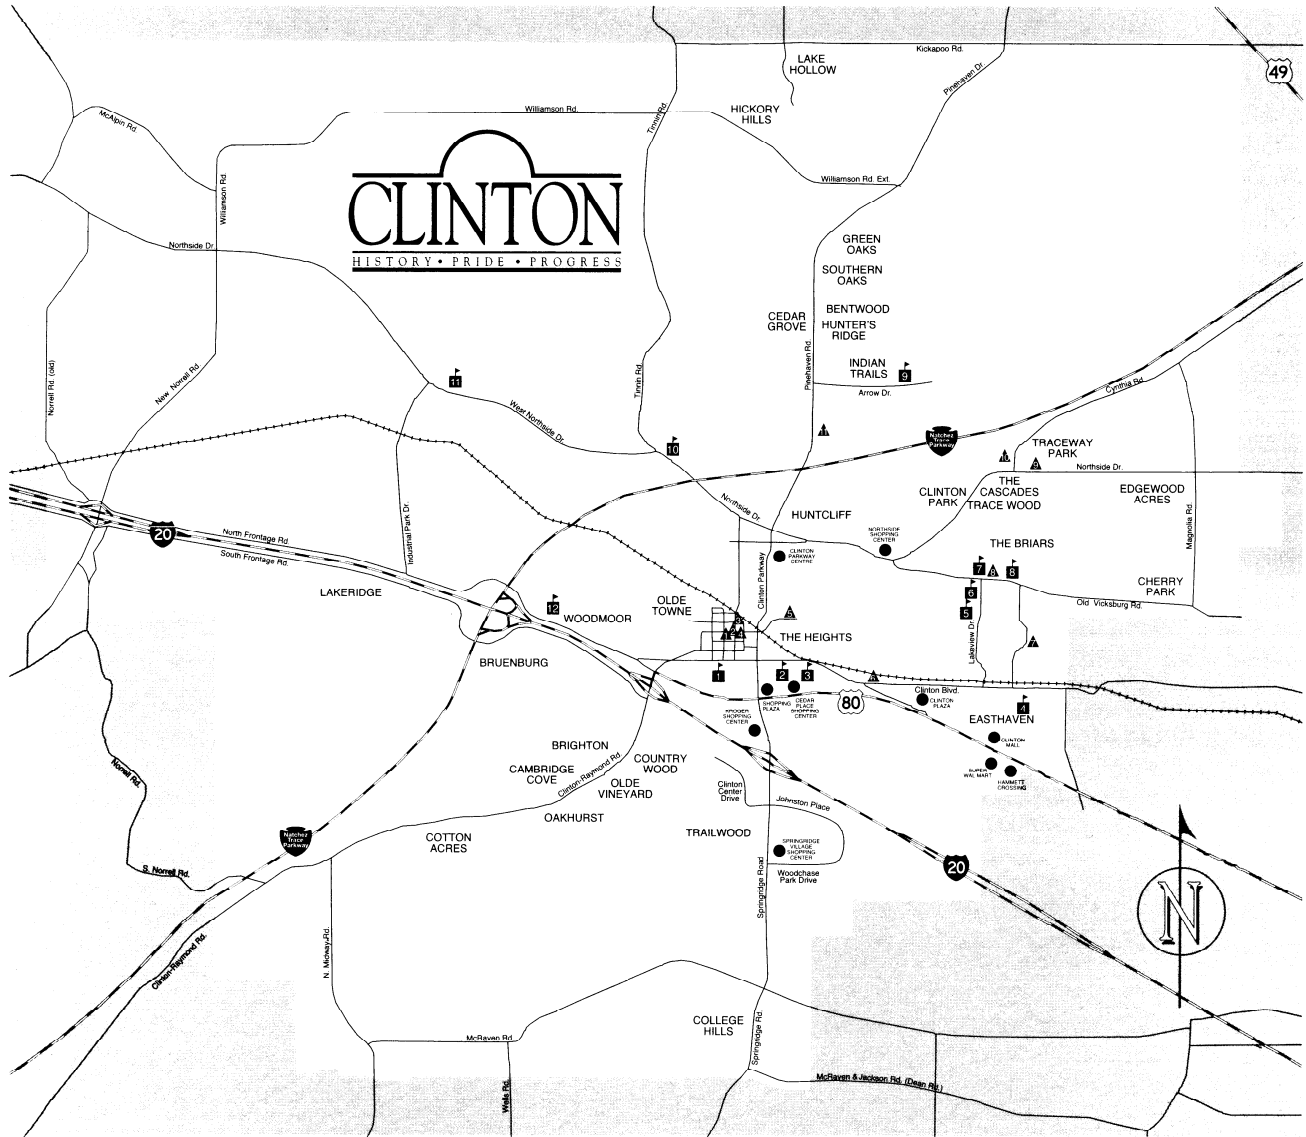 Kickapoo Rd.
LAKE
HOLLOW
49
Pinehaven Dr
HICKORY
HILLS
Williamson Rd.
Tinnin Rd.
McAlpin Rd.
Williamson Rd. Ext.
Williamson Rd.
CLINTON
HISTORY • PRIDE • PROGRESS
Northside Dr.
GREEN
OAKS
SOUTHERN
OAKS
BENTWOOD
CEDAR
GROVE
HUNTER'S
RIDGE
INDIAN
TRAILS
9
Arrow Dr.
Pinehaven Rd.
Norrell Rd. (old)
New Norrell Rd
11
Tinnin Rd.
Cynthia Rd
West Northside Dr.
10
11
Natchez
Trace
Parkway
TRACEWAY
PARK
10
9
Northside Dr.
THE
CASCADES
CLINTON
PARK
TRACE WOOD
EDGEWOOD
ACRES
Magnolia Rd.
Northside Dr.
HUNTCLIFF
NORTHSIDE
SHOPPING
CENTER
THE BRIARS
20
North Frontage Rd.
South Frontage Rd.
Industrial Park Dr.
CLINTON
PARKWAY
CENTRE
Clinton Parkway
7
8
8
6
5
CHERRY
PARK
Old Vicksburg Rd.
LAKERIDGE
12
WOODMOOR
OLDE
TOWNE
5
THE HEIGHTS
Lakeview Dr.
7
BRUENBURG
1
2
3
80
SHOPPING
PLAZA
CEDAR
PLACE
SHOPPING
CENTER
Clinton Blvd.
CLINTON
PLAZA
4
EASTHAVEN
KROGER
SHOPPING
CENTER
CLINTON
MALL
SUPER
WAL MART
HAMMETT
CROSSING
BRIGHTON
CAMBRIDGE
COVE
Clinton-Raymond Rd.
COUNTRY
WOOD
OLDE
VINEYARD
OAKHURST
Clinton
Center
Drive
Johnston Place
Norrell Rd.
COTTON
ACRES
TRAILWOOD
SPRINGRIDGE
VILLAGE
SHOPPING
CENTER
Woodchase
Park Drive
Springridge Road
Natchez
Trace
Parkway
S. Norrell Rd.
20
N
Clinton-Raymond Rd.
N. Midway Rd.
COLLEGE
HILLS
Springridge Rd.
McRaven Rd.
Wells Rd.
McRaven & Jackson Rd. (Dean Rd.)